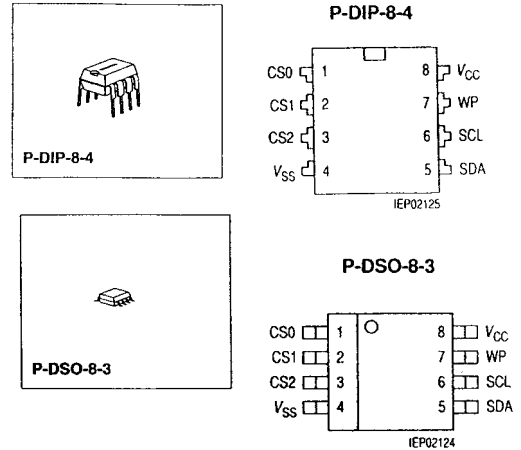 P-DIP-8-4
P-DIP-8-4
CS0 1 8 VCC
CS1 2 7 WP
CS2 3 6 SCL
VSS 4 5 SDA
IEP02125
P-DSO-8-3
P-DSO-8-3
CS0 1 8 VCC
CS1 2 7 WP
CS2 3 6 SCL
VSS 4 5 SDA
IEP02124